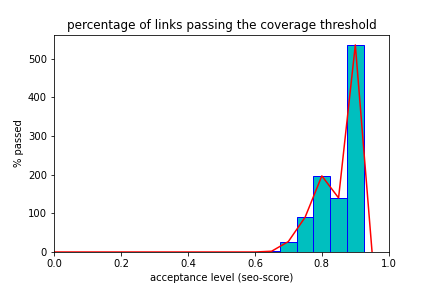 percentage of links passing the coverage threshold
% passed
500
400
300
200
100
0
0.0 0.2 0.4 0.6 0.8 1.0
acceptance level (seo-score)